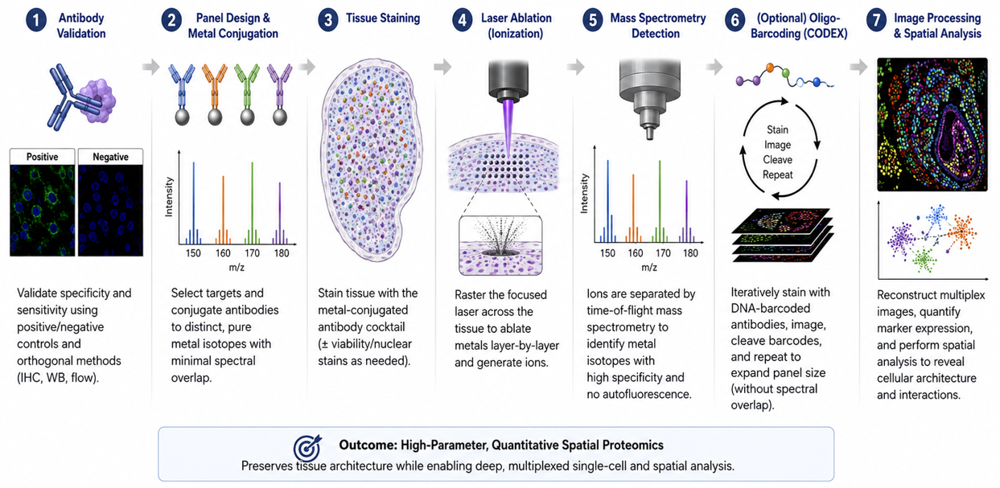 1 Antibody
Validation
Positive
Negative
Validate specificity and
sensitivity using
positive/negative
controls and
orthogonal methods
(IHC, WB, flow).
2 Panel Design &
Metal Conjugation
Intensity
150 160 170 180
m/z
Select targets and
conjugate antibodies
to distinct, pure
metal isotopes with
minimal spectral
overlap.
3 Tissue Staining
Stain tissue with the
metal-conjugated
antibody cocktail
(± viability/nuclear
stains as needed).
4 Laser Ablation
(Ionization)
Raster the focused
laser across the
tissue to ablate
metals layer-by-layer
and generate ions.
5 Mass Spectrometry
Detection
Intensity
150 160 170 180
m/z
Ions are separated by
time-of-flight mass
spectrometry to
identify metal
isotopes with
high specificity and
no autofluorescence.
6 (Optional) Oligo-
Barcoding (CODEX)
Stain
Image
Cleave
Repeat
Iteratively stain with
DNA-barcoded
antibodies, image,
cleave barcodes,
and repeat to
expand panel size
(without spectral
overlap).
7 Image Processing
& Spatial Analysis
Reconstruct multiplex
images, quantify
marker expression,
and perform spatial
analysis to reveal
cellular architecture
and interactions.
Outcome: High-Parameter, Quantitative Spatial Proteomics
Preserves tissue architecture while enabling deep, multiplexed single-cell and spatial analysis.